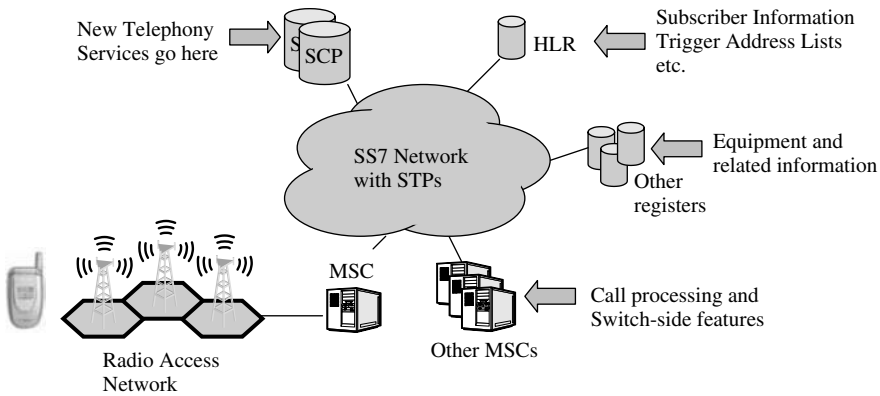 New Telephony
Services go here
S
SCP
HLR
Subscriber Information
Trigger Address Lists
etc.
SS7 Network
with STPs
Equipment and
related information
Other
registers
MSC
Call processing and
Switch-side features
Other MSCs
Radio Access
Network